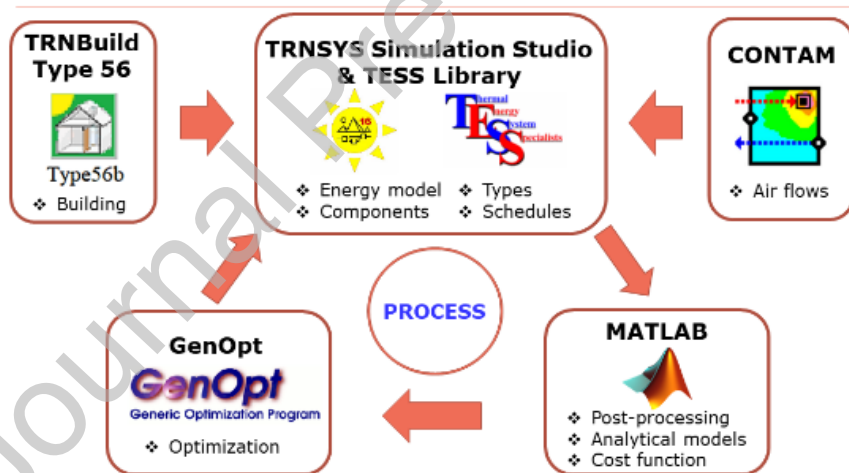 TRNBuild
Type 56
Type56b
❖ Building
TRNSYS Simulation Studio
& TESS Library
16
Thermal
Energy
System
Specialists
❖ Energy model
❖ Components
❖ Types
❖ Schedules
CONTAM
❖ Air flows
PROCESS
GenOpt
GenOpt
Generic Optimization Program
❖ Optimization
MATLAB
❖ Post-processing
❖ Analytical models
❖ Cost function
Journal Pre